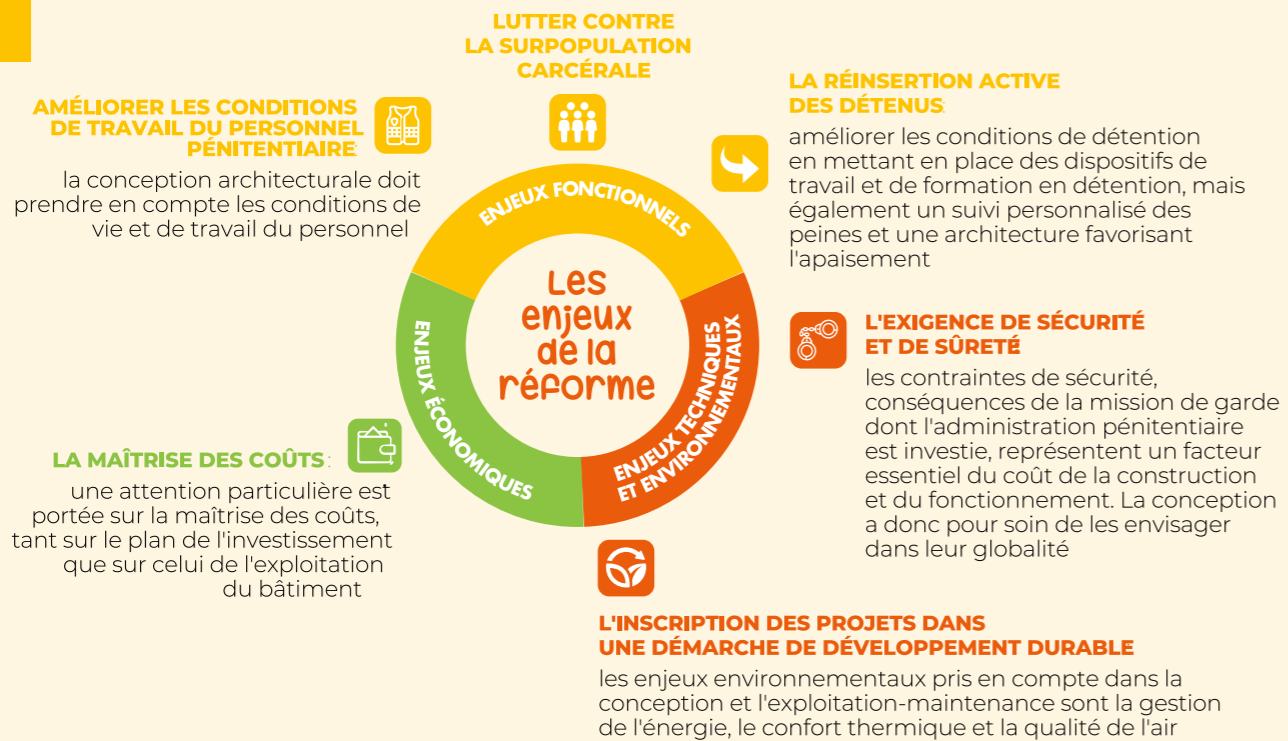 LUTTER CONTRE
LA SURPOPULATION
CARCÉRALE
AMÉLIORER LES CONDITIONS
DE TRAVAIL DU PERSONNEL
PÉNITENTIAIRE:
la conception architecturale doit
prendre en compte les conditions de
vie et de travail du personnel
LA RÉINSERTION ACTIVE
DES DÉTENUS:
améliorer les conditions de détention
en mettant en place des dispositifs de
travail et de formation en détention, mais
également un suivi personnalisé des
peines et une architecture favorisant
l'apaisement
ENJEUX FONCTIONNELS
Les
enjeux
de la
réforme
ENJEUX ÉCONOMIQUES
ENJEUX TECHNIQUES
ET ENVIRONNEMENTAUX
L'EXIGENCE DE SÉCURITÉ
ET DE SÛRETÉ
les contraintes de sécurité,
conséquences de la mission de garde
dont l'administration pénitentiaire
est investie, représentent un facteur
essentiel du coût de la construction
et du fonctionnement. La conception
a donc pour soin de les envisager
dans leur globalité
LA MAÎTRISE DES COÛTS:
une attention particulière est
portée sur la maîtrise des coûts,
tant sur le plan de l'investissement
que sur celui de l'exploitation
du bâtiment
L'INSCRIPTION DES PROJETS DANS
UNE DÉMARCHE DE DÉVELOPPEMENT DURABLE
les enjeux environnementaux pris en compte dans la
conception et l'exploitation-maintenance sont la gestion
de l'énergie, le confort thermique et la qualité de l'air